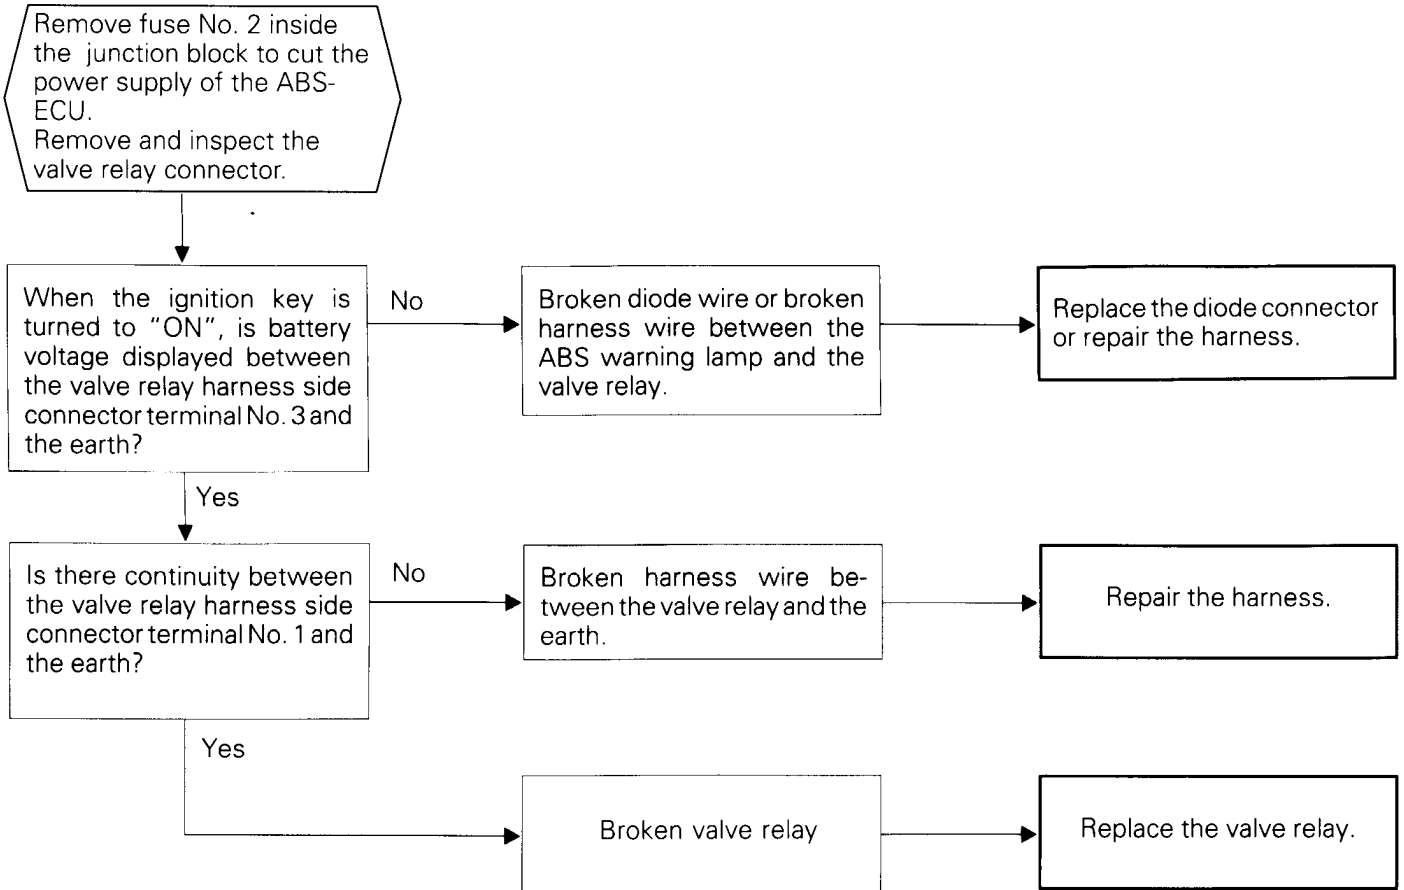 Remove fuse No. 2 inside
the junction block to cut the
power supply of the ABS-
ECU.
Remove and inspect the
valve relay connector.
When the ignition key is
turned to "ON", is battery
voltage displayed between
the valve relay harness side
connector terminal No. 3 and
the earth?
No
Broken diode wire or broken
harness wire between the
ABS warning lamp and the
valve relay.
Replace the diode connector
or repair the harness.
Yes
Is there continuity between
the valve relay harness side
connector terminal No. 1 and
the earth?
No
Broken harness wire be-
tween the valve relay and the
earth.
Repair the harness.
Yes
Broken valve relay
Replace the valve relay.